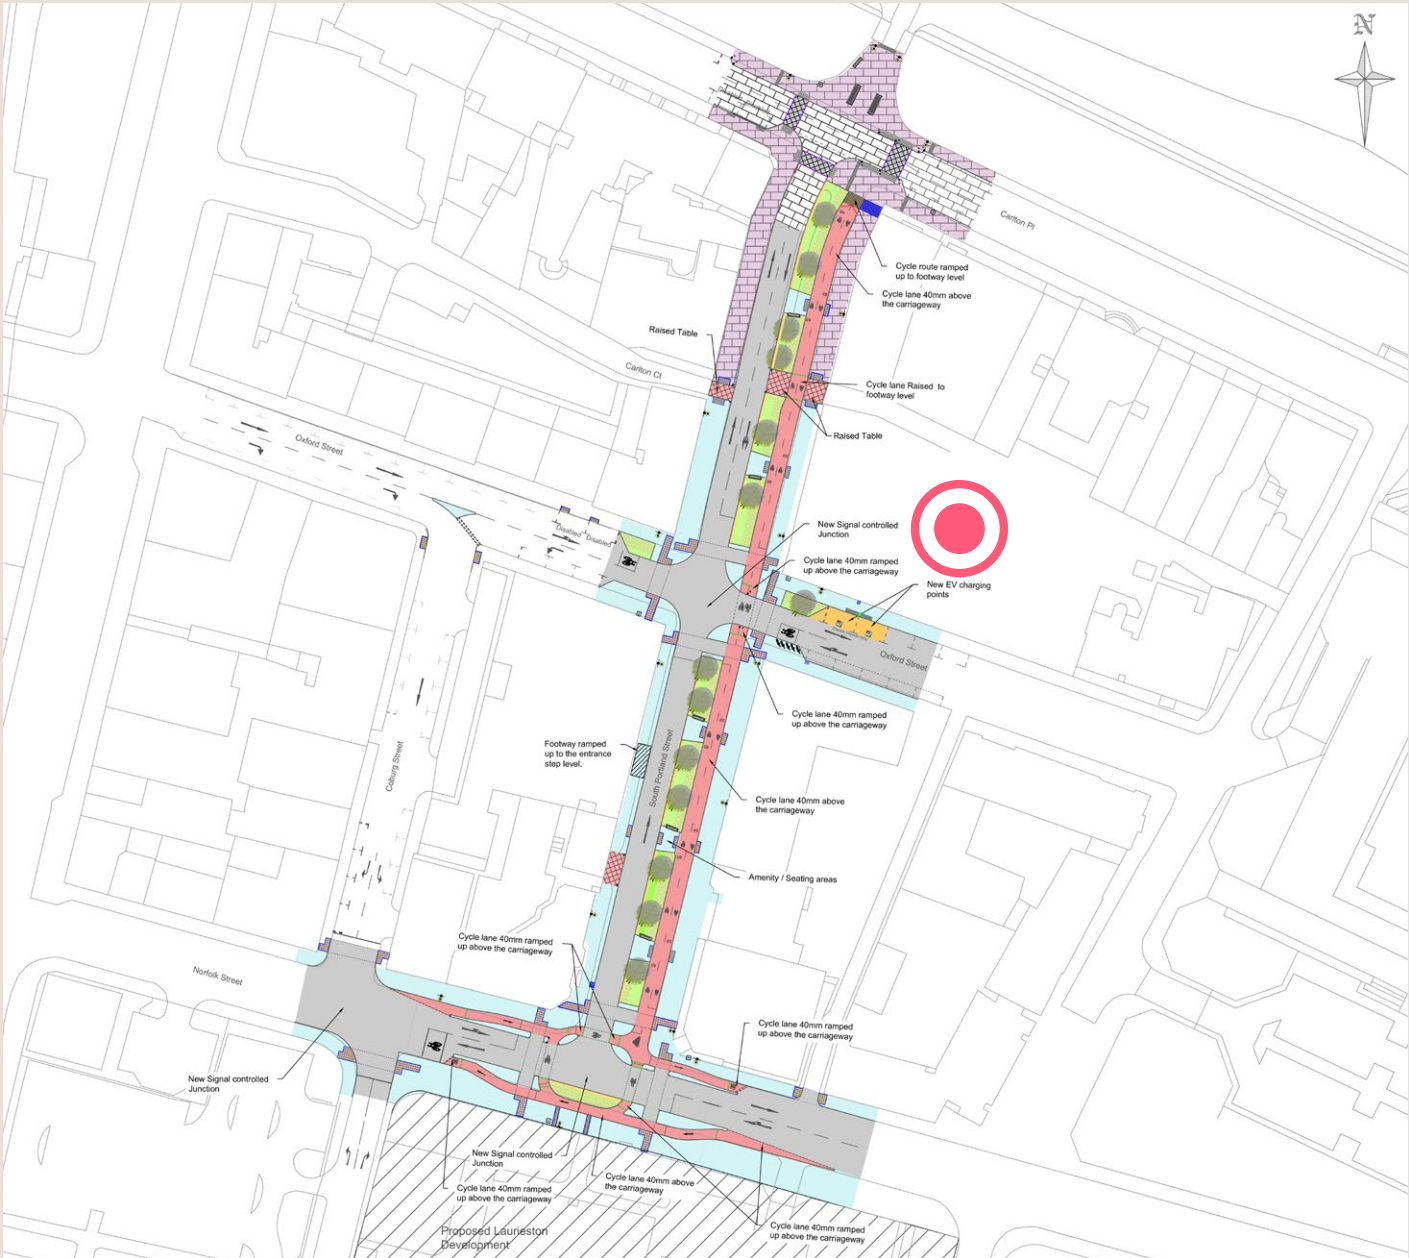 N
Carlton Pl
Cycle route ramped
up to footway level
Cycle lane 40mm above
the carriageway
Raised Table
Carlton Ct
Cycle lane Raised to
footway level
Raised Table
Oxford Street
New Signal controlled
Junction
Disabled
Disabled
Cycle lane 40mm ramped
up above the carriageway
New EV charging
points
Oxford Street
Cycle lane 40mm ramped
up above the carriageway
Footway ramped
up to the entrance
step level.
South Portland Street
Coburg Street
Cycle lane 40mm above
the carriageway
Amenity / Seating areas
Cycle lane 40mm ramped
up above the carriageway
Norfolk Street
Cycle lane 40mm ramped
up above the carriageway
New Signal controlled
Junction
New Signal controlled
Junction
Cycle lane 40mm ramped
up above the carriageway
Cycle lane 40mm above
the carriageway
Cycle lane 40mm ramped
up above the carriageway
Proposed Laurieston
Development